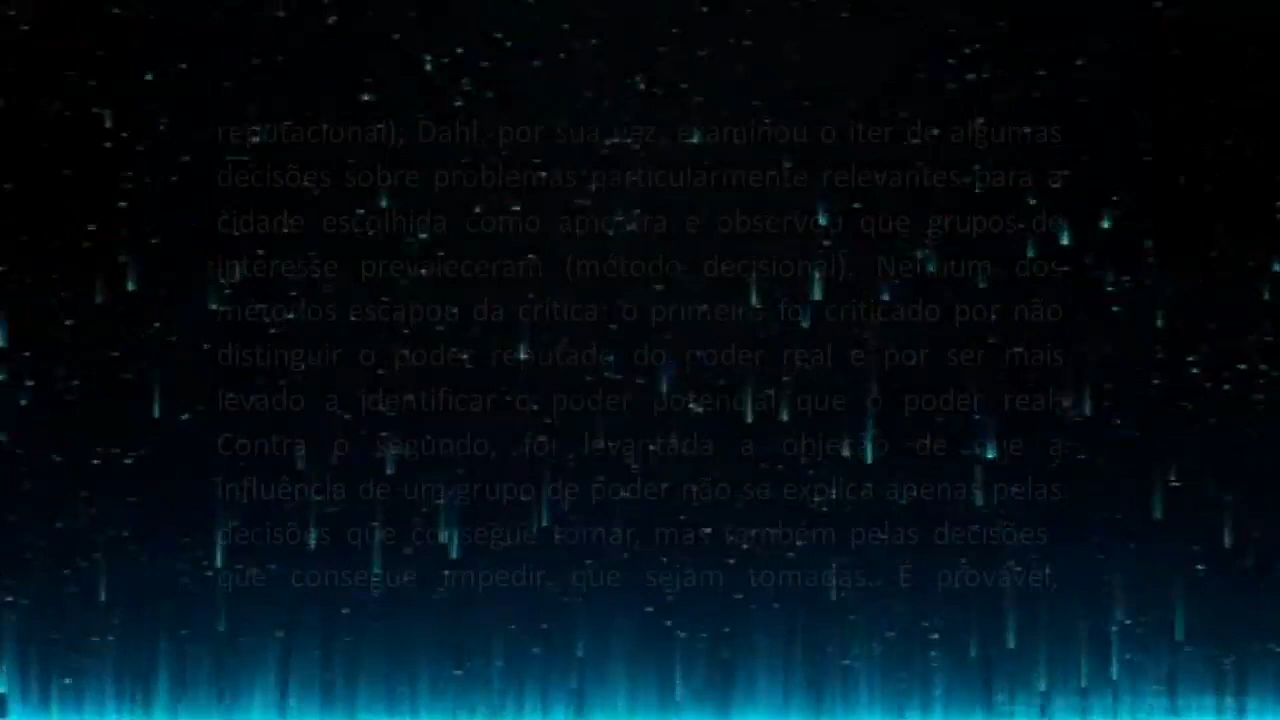 reputacional), Dahl, por sua vez, examinou o iter de algumas
decisões sobre problemas particularmente relevantes para a
cidade escolhida como amostra e observou que grupos de
interesse prevaleceram (método decisional). Nenhum dos
métodos escapou da crítica: o primeiro foi criticado por não
distinguir o poder reputado do poder real e por ser mais
levado a identificar o poder potencial que o poder real.
Contra o segundo, foi levantada a objeção de que a
influência de um grupo de poder não se explica apenas pelas
decisões que consegue tomar, mas também pelas decisões
que consegue impedir que sejam tomadas. É provável,